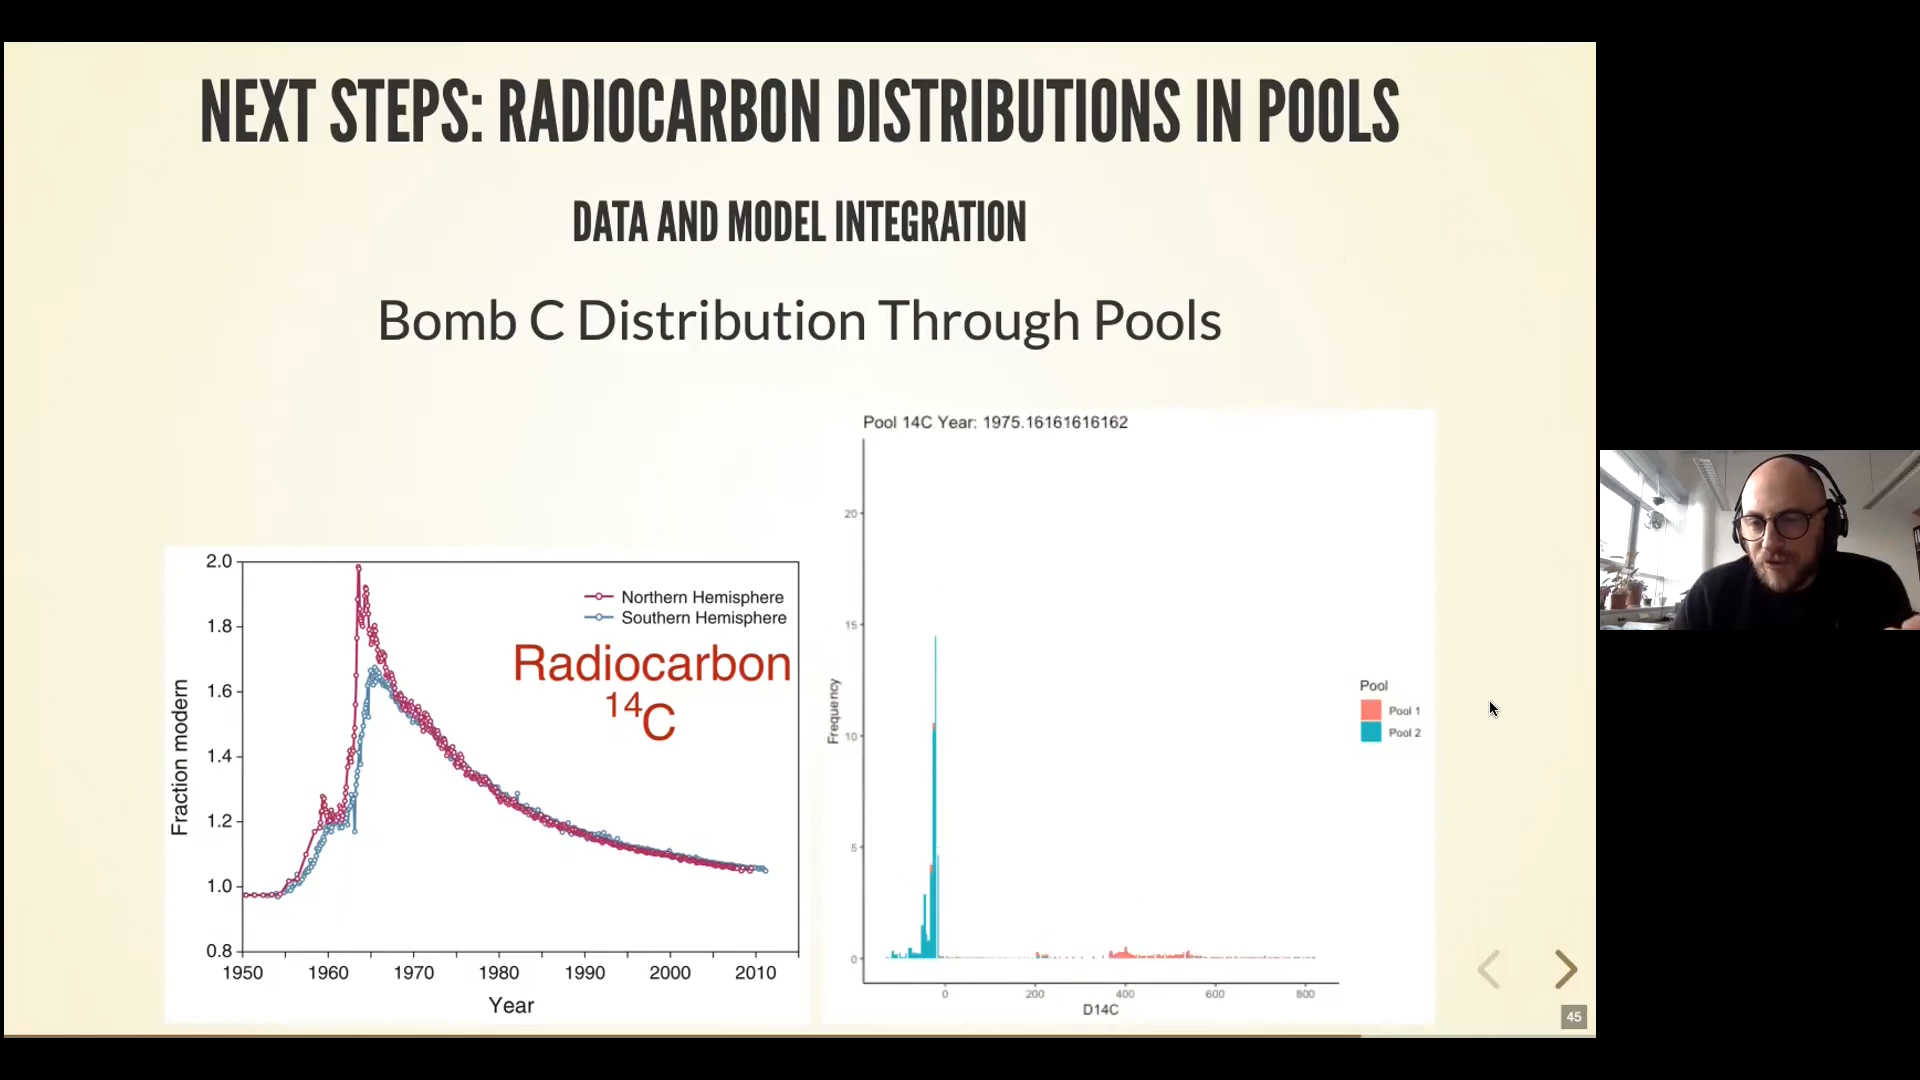 NEXT STEPS: RADIOCARBON DISTRIBUTIONS IN POOLS
DATA AND MODEL INTEGRATION
Bomb C Distribution Through Pools
2.0
1.8
1.6
1.4
1.2
1.0
0.8
Fraction modern
Northern Hemisphere
Southern Hemisphere
Radiocarbon
14C
1950 1960 1970 1980 1990 2000 2010
Year
Pool 14C Year: 1975.16161616162
20
15
10
5
0
Frequency
0 200 400 600 800
D14C
Pool
Pool 1
Pool 2
45